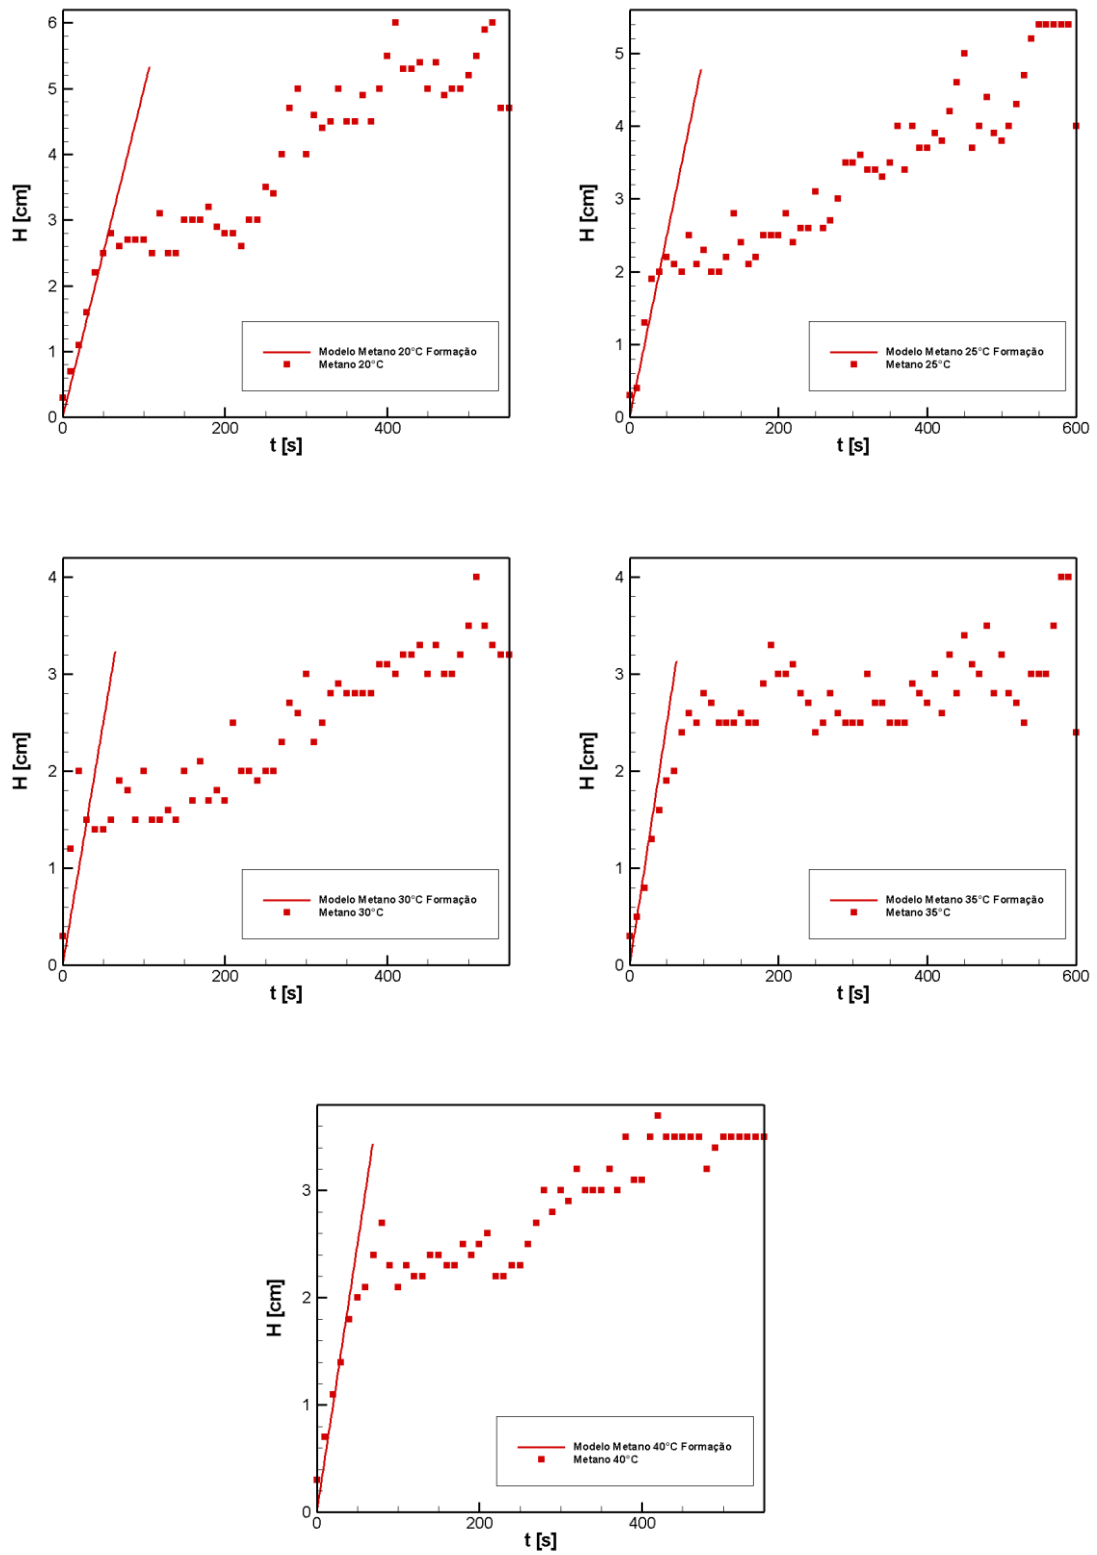 H [cm]
6
5
4
3
2
1
0
Modelo Metano 20°C Formação
Metano 20°C
0 200 400
t [s]
H [cm]
5
4
3
2
1
0
Modelo Metano 25°C Formação
Metano 25°C
0 200 400 600
t [s]
H [cm]
4
3
2
1
0
Modelo Metano 30°C Formação
Metano 30°C
0 200 400
t [s]
H [cm]
4
3
2
1
0
Modelo Metano 35°C Formação
Metano 35°C
0 200 400 600
t [s]
H [cm]
3
2
1
0
Modelo Metano 40°C Formação
Metano 40°C
0 200 400
t [s]